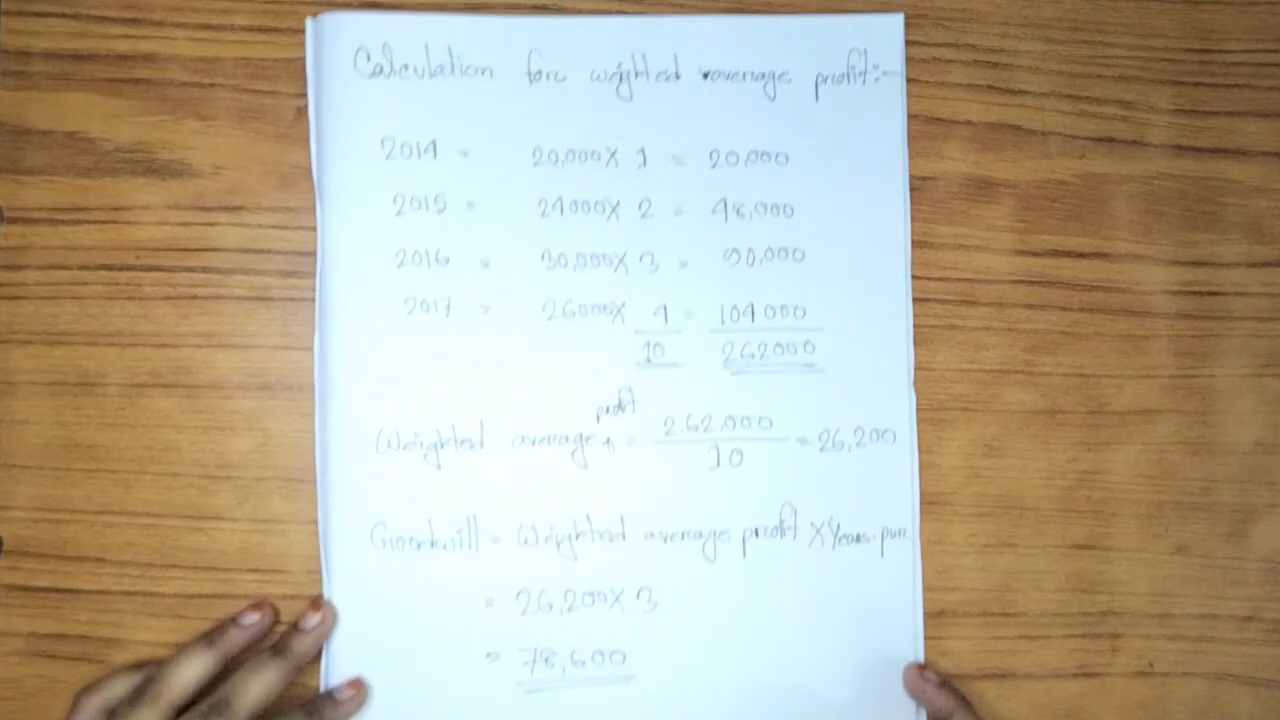 Calculation for weighted average profit:-
2014 = 20,000 X 1 = 20,000
2015 = 24000 X 2 = 48,000
2016 = 30,000 X 3 = 90,000
2017 = 26000 X 4 = 104000
10 262000
Weighted average profit = 2,62,000 / 10 = 26,200
Goodwill = Weighted average profit X Years. purc
= 26,200 X 3
= 78,600